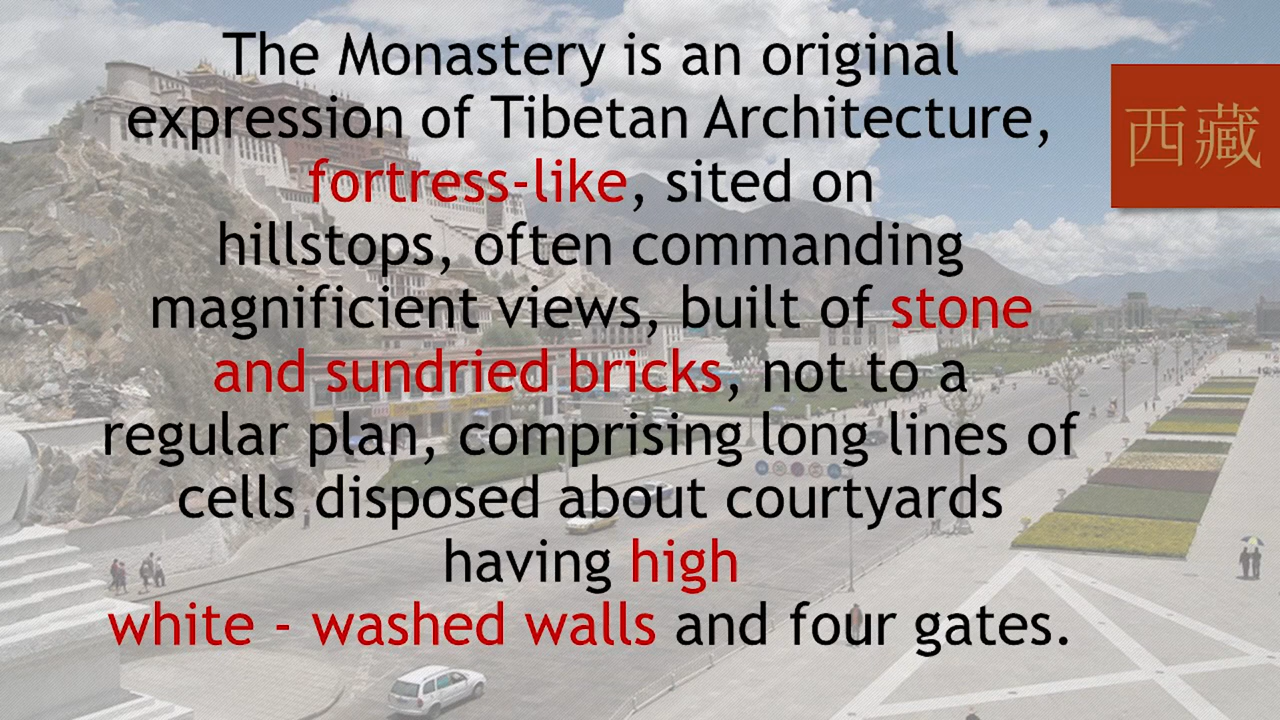 The Monastery is an original
expression of Tibetan Architecture,
fortress-like, sited on
hillstops, often commanding
magnificient views, built of stone
and sundried bricks, not to a
regular plan, comprising long lines of
cells disposed about courtyards
having high
white - washed walls and four gates.
西藏